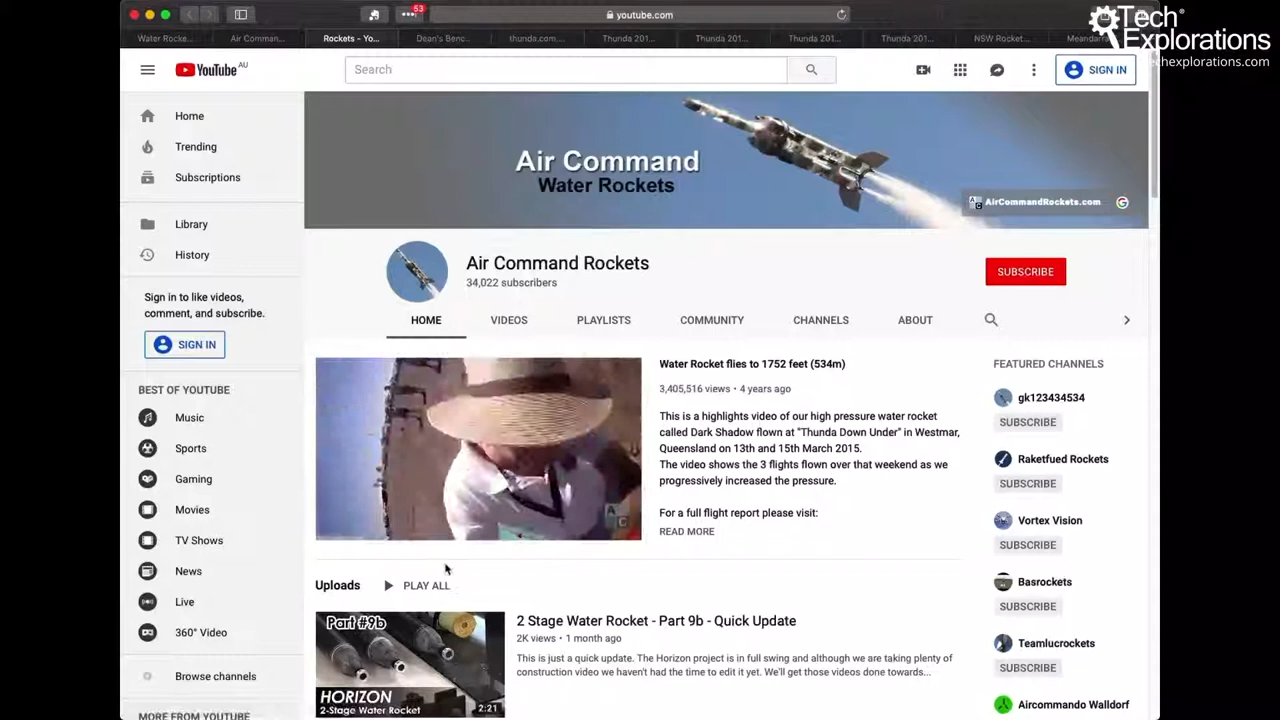 53
youtube.com
Tech
Explorations
techexplorations.com
Water Rocke...
Air Comman...
Rockets - Yo...
Dean's Benc...
thunda.com....
Thunda 201...
Thunda 201...
Thunda 201...
Thunda 201...
NSW Rocket...
YouTube AU
Search
SIGN IN
Home
Trending
Subscriptions
Library
History
Sign in to like videos,
comment, and subscribe.
SIGN IN
BEST OF YOUTUBE
Music
Sports
Gaming
Movies
TV Shows
News
Live
360° Video
Browse channels
MORE FROM YOUTUBE
Air Command
Water Rockets
AirCommandRockets.com
Air Command Rockets
34,022 subscribers
SUBSCRIBE
HOME
VIDEOS
PLAYLISTS
COMMUNITY
CHANNELS
ABOUT
Water Rocket flies to 1752 feet (534m)
3,405,516 views • 4 years ago
This is a highlights video of our high pressure water rocket
called Dark Shadow flown at "Thunda Down Under" in Westmar,
Queensland on 13th and 15th March 2015.
The video shows the 3 flights flown over that weekend as we
progressively increased the pressure.
For a full flight report please visit:
READ MORE
Uploads
PLAY ALL
Part #9b
HORIZON
2-Stage Water Rocket
2:21
2 Stage Water Rocket - Part 9b - Quick Update
2K views • 1 month ago
This is just a quick update. The Horizon project is in full swing and although we are taking plenty of
construction video we haven't had the time to edit it yet. We'll get those videos done towards...
FEATURED CHANNELS
gk123434534
SUBSCRIBE
Raketfued Rockets
SUBSCRIBE
Vortex Vision
SUBSCRIBE
Basrockets
SUBSCRIBE
Teamlucrockets
SUBSCRIBE
Aircommando Walldorf